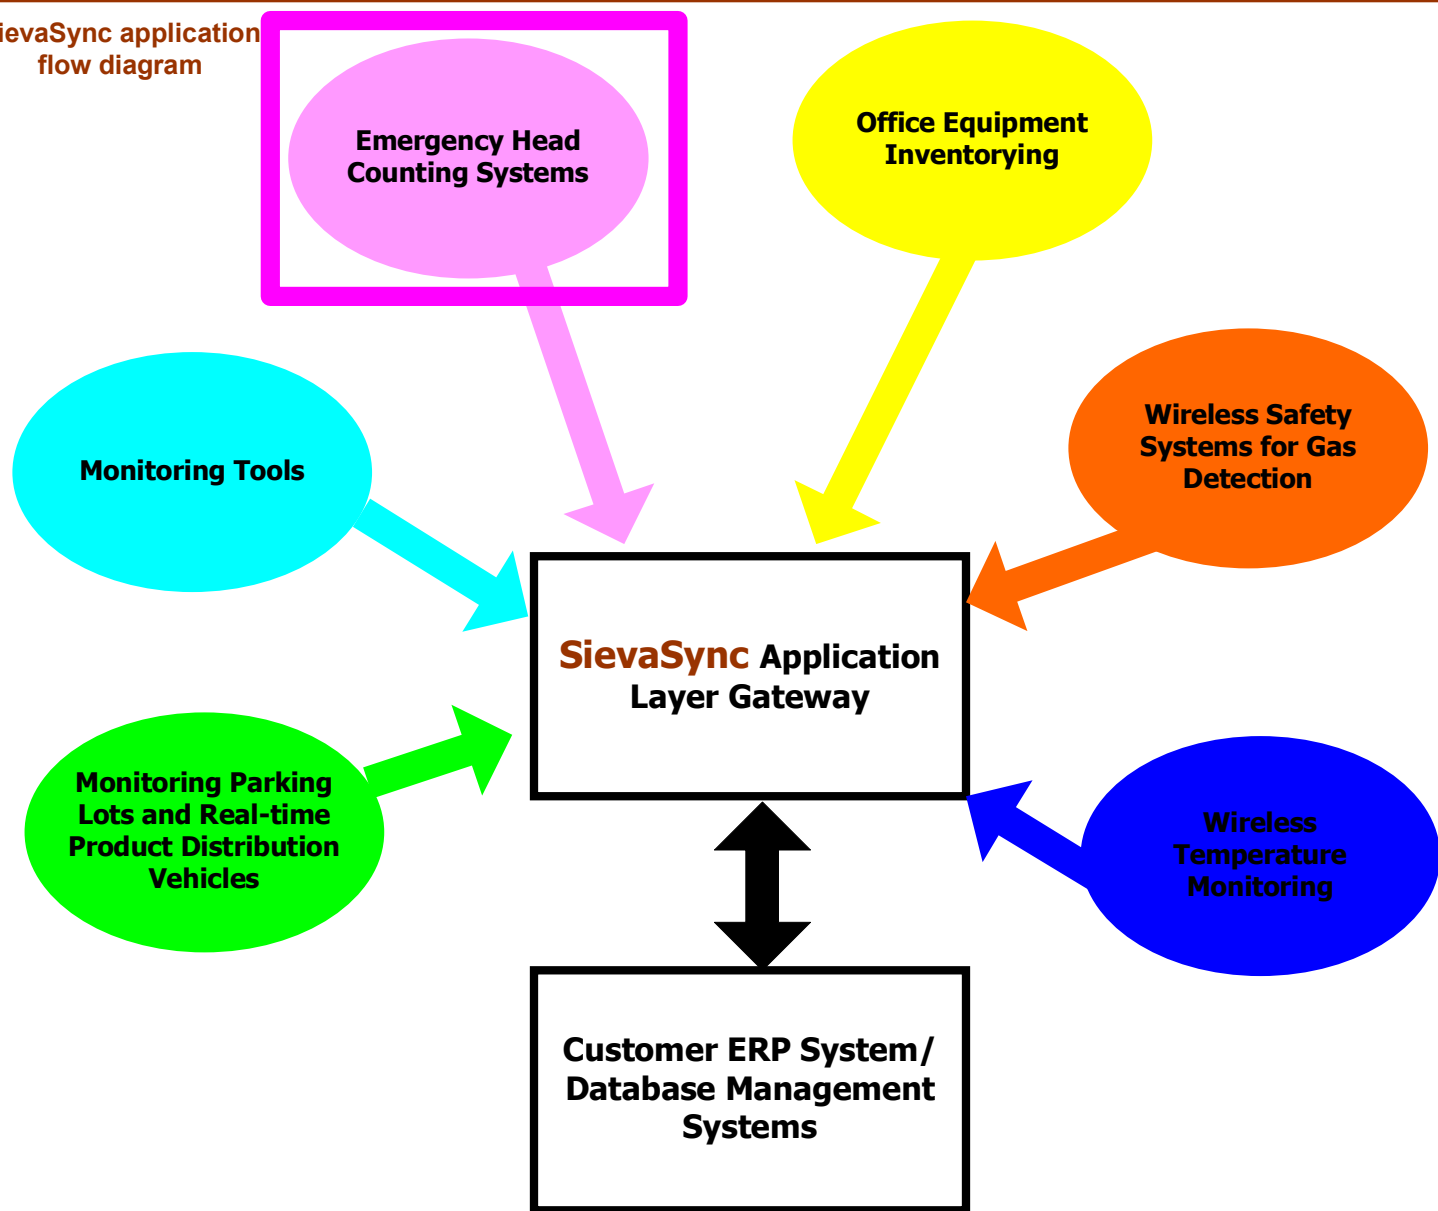 ievaSync application
flow diagram
Emergency Head
Counting Systems
Office Equipment
Inventorying
Wireless Safety
Systems for Gas
Detection
Monitoring Tools
SievaSync Application
Layer Gateway
Monitoring Parking
Lots and Real-time
Product Distribution
Vehicles
Wireless
Temperature
Monitoring
Customer ERP System/
Database Management
Systems